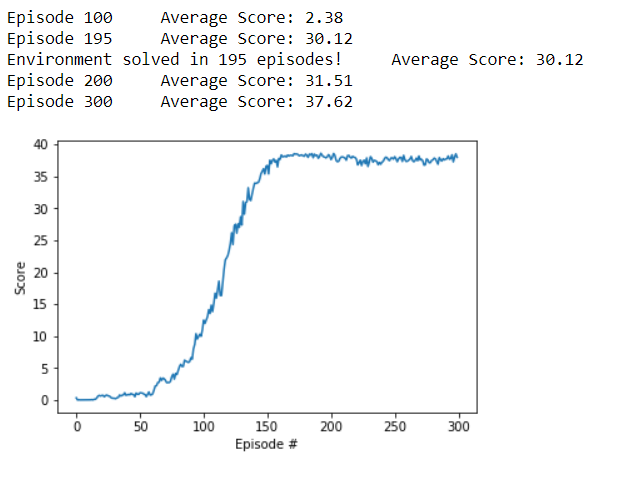 Episode 100 Average Score: 2.38
Episode 195 Average Score: 30.12
Environment solved in 195 episodes! Average Score: 30.12
Episode 200 Average Score: 31.51
Episode 300 Average Score: 37.62
40
35
30
25
20
15
10
5
0
Score
0 50 100 150 200 250 300
Episode #